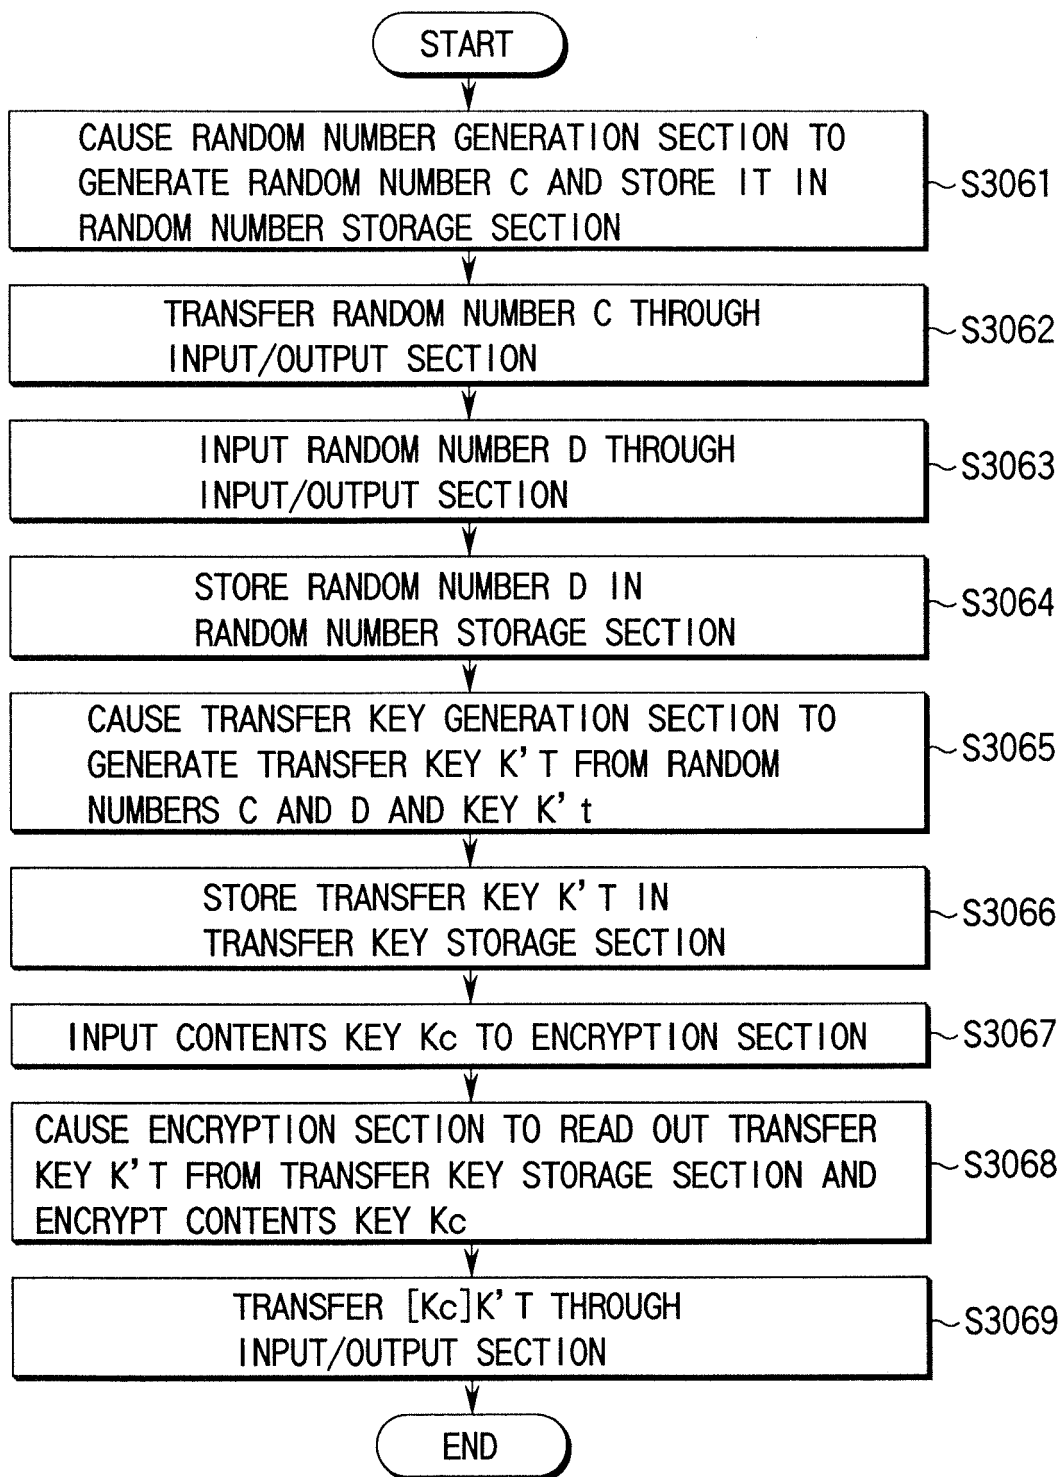 START
CAUSE RANDOM NUMBER GENERATION SECTION TO
GENERATE RANDOM NUMBER C AND STORE IT IN
RANDOM NUMBER STORAGE SECTION
S3061
TRANSFER RANDOM NUMBER C THROUGH
INPUT/OUTPUT SECTION
S3062
INPUT RANDOM NUMBER D THROUGH
INPUT/OUTPUT SECTION
S3063
STORE RANDOM NUMBER D IN
RANDOM NUMBER STORAGE SECTION
S3064
CAUSE TRANSFER KEY GENERATION SECTION TO
GENERATE TRANSFER KEY K'T FROM RANDOM
NUMBERS C AND D AND KEY K't
S3065
STORE TRANSFER KEY K'T IN
TRANSFER KEY STORAGE SECTION
S3066
INPUT CONTENTS KEY Kc TO ENCRYPTION SECTION
S3067
CAUSE ENCRYPTION SECTION TO READ OUT TRANSFER
KEY K'T FROM TRANSFER KEY STORAGE SECTION AND
ENCRYPT CONTENTS KEY Kc
S3068
TRANSFER [Kc]K'T THROUGH
INPUT/OUTPUT SECTION
S3069
END